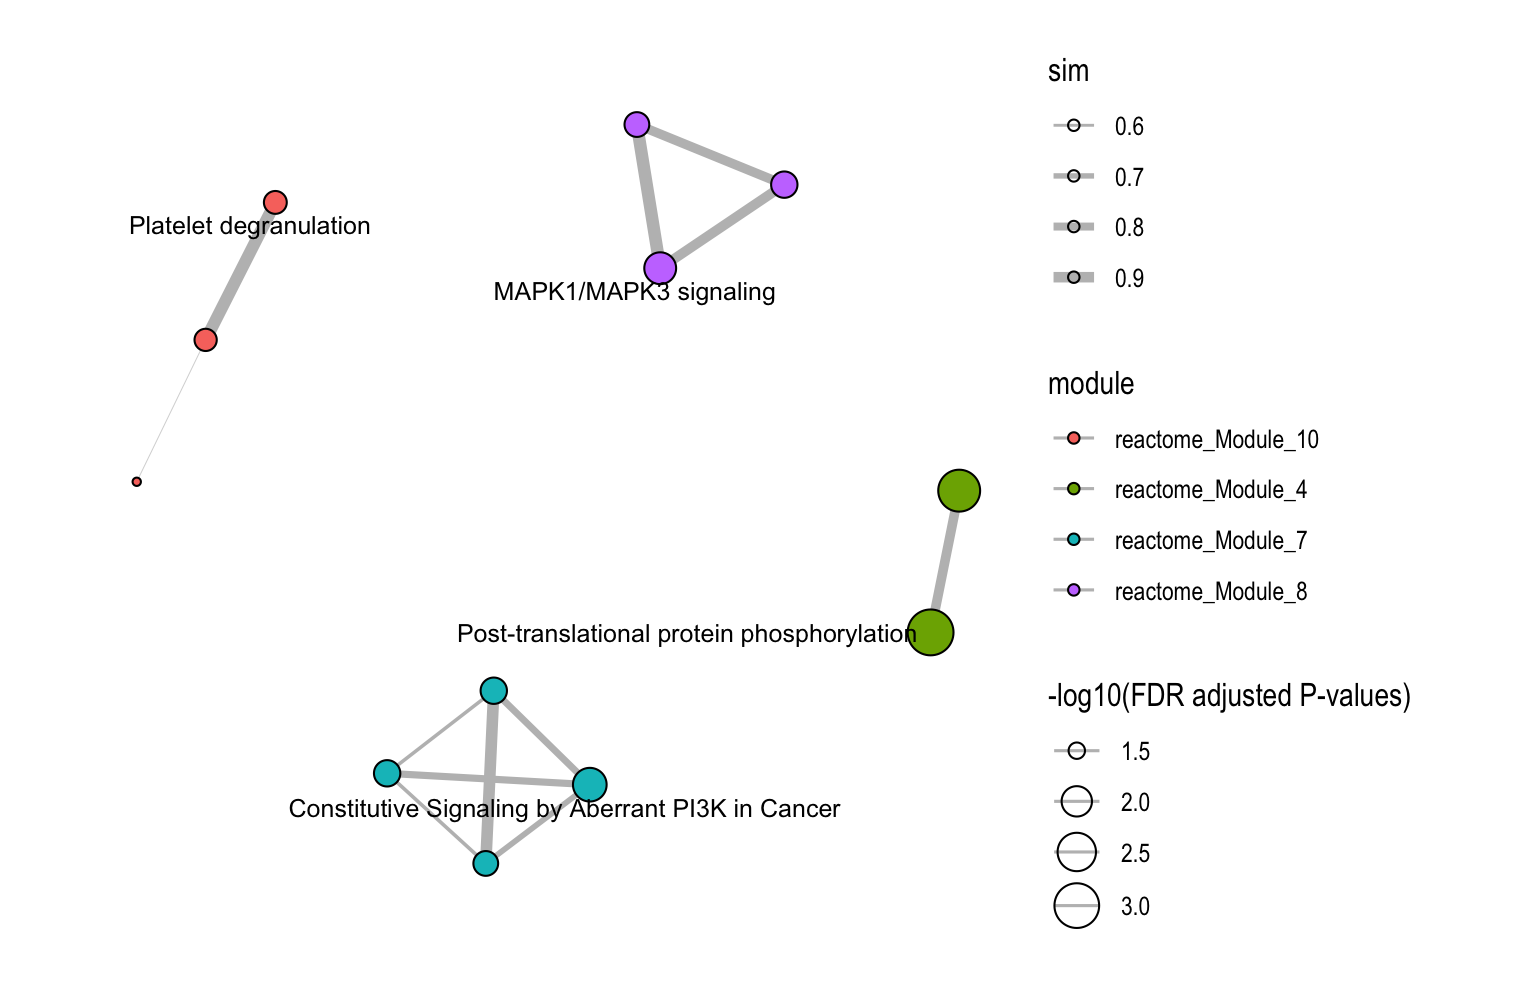 Platelet degranulation
MAPK1/MAPK3 signaling
Post-translational protein phosphorylation
Constitutive Signaling by Aberrant PI3K in Cancer
sim
0.6
0.7
0.8
0.9
module
reactome_Module_10
reactome_Module_4
reactome_Module_7
reactome_Module_8
-log10(FDR adjusted P-values)
1.5
2.0
2.5
3.0